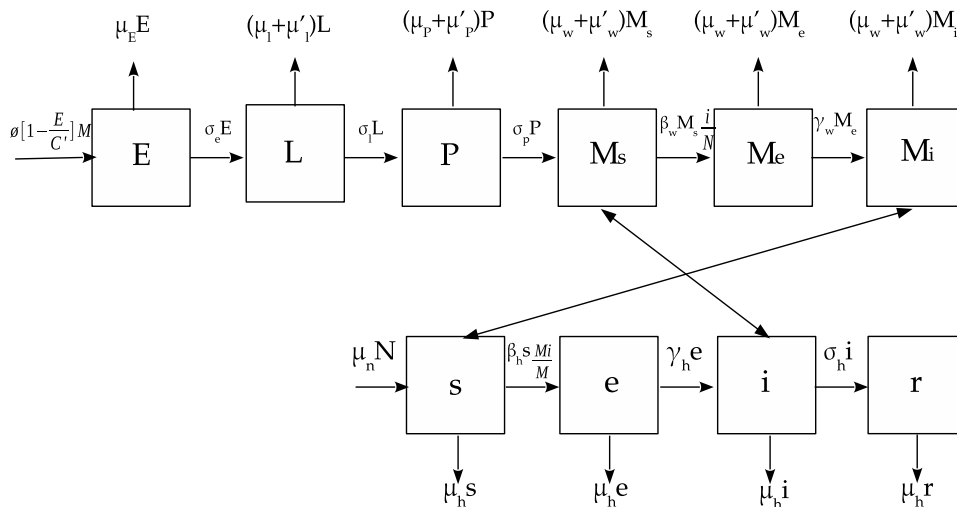 μ_E E (μ_l+μ′_l)L (μ_P+μ′_P)P (μ_w+μ′_w)M_s (μ_w+μ′_w)M_e (μ_w+μ′_w)M_i
ø[1−E/C′]M σ_e E σ_l L σ_p P β_w M_s i/N γ_w M_e
E L P Ms Me Mi
μ_n N β_h s Mi/M γ_h e σ_h i
s e i r
μ_h s μ_h e μ_h i μ_h r